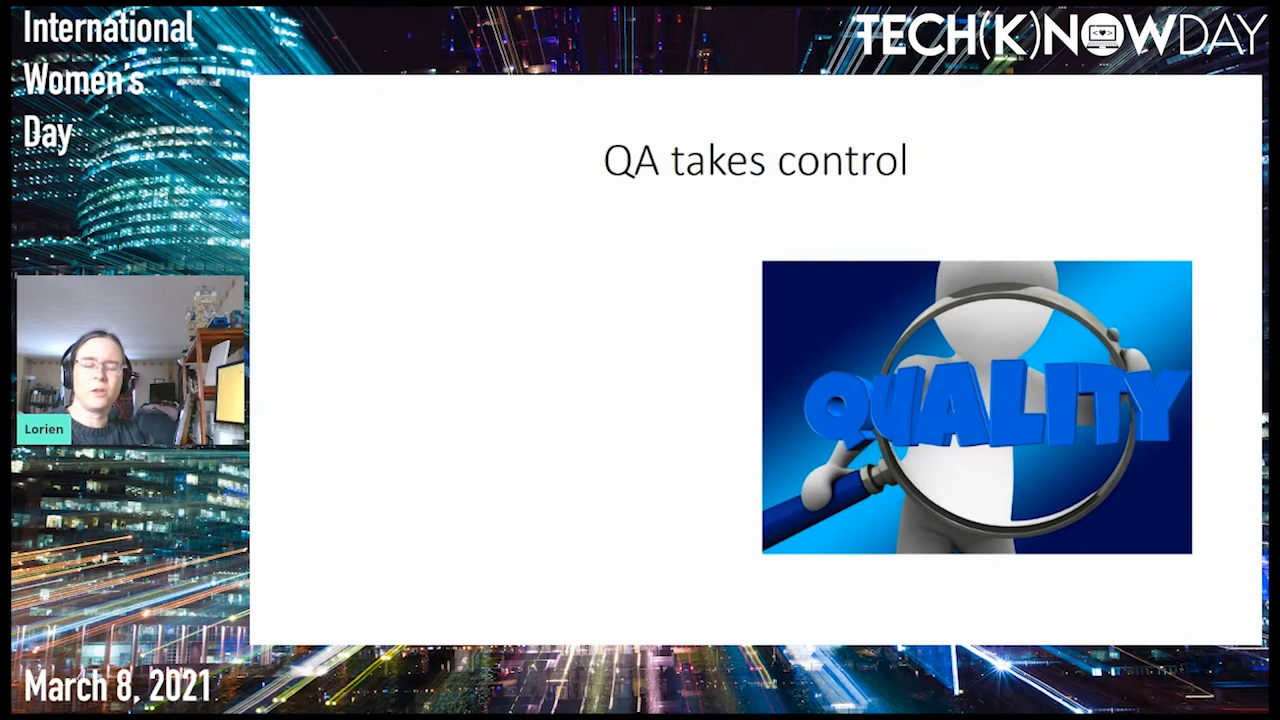 International
Women's
Day
TECH(K)NOWDAY
QA takes control
QUALITY
Lorien
March 8, 2021